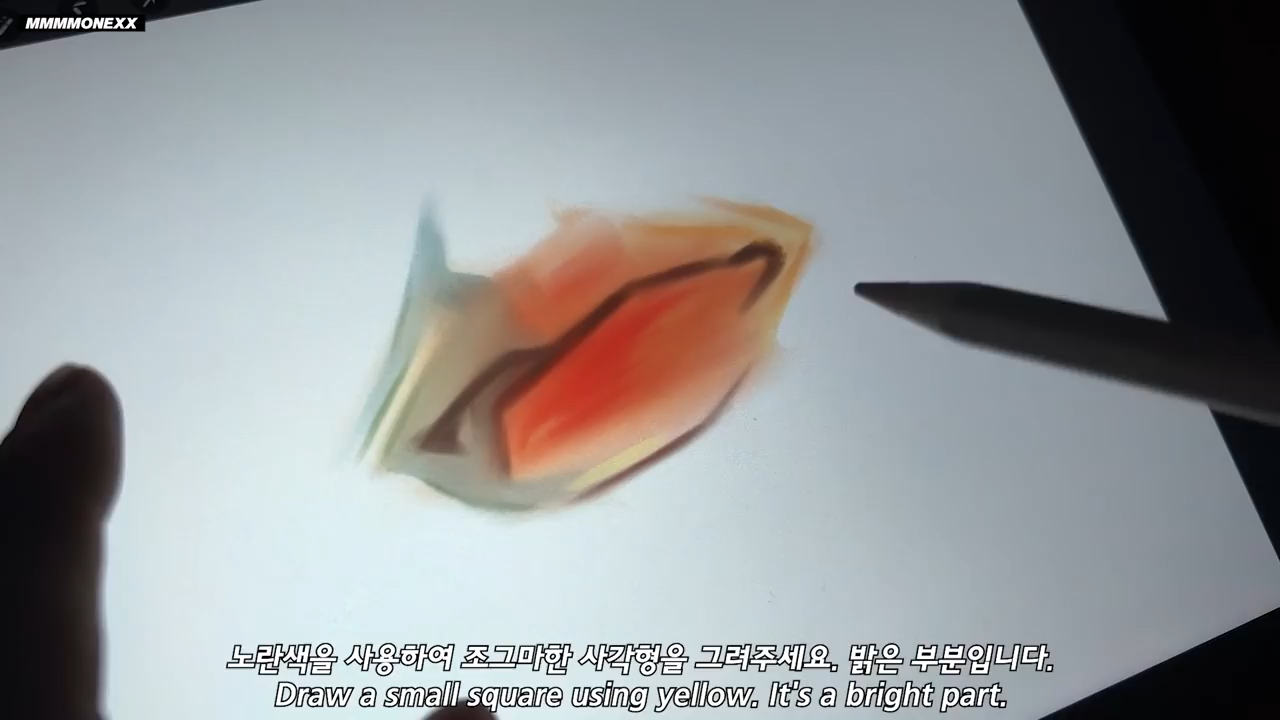 MMMMONEXX
노란색을 사용하여 조그마한 사각형을 그려주세요. 밝은 부분입니다.
Draw a small square using yellow. It's a bright part.